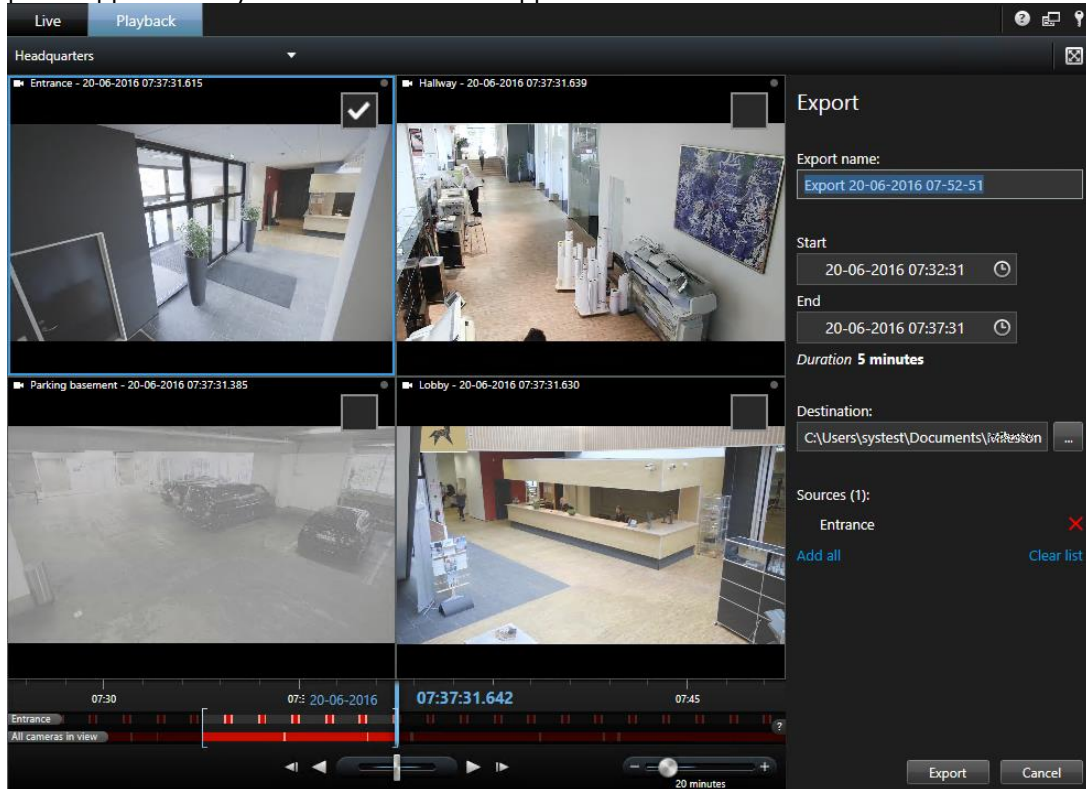 Live Playback
Headquarters
Entrance - 20-06-2016 07:37:31.615
Hallway - 20-06-2016 07:37:31.639
Parking basement - 20-06-2016 07:37:31.385
Lobby - 20-06-2016 07:37:31.630
07:30 07:3 20-06-2016 07:37:31.642 07:45
Entrance
?
All cameras in view
- +
20 minutes
?
Export
Export name:
Export 20-06-2016 07-52-51
Start
20-06-2016 07:32:31
End
20-06-2016 07:37:31
Duration 5 minutes
Destination:
C:\Users\systest\Documents\Mileston ...
Sources (1):
Entrance
Add all Clear list
Export Cancel